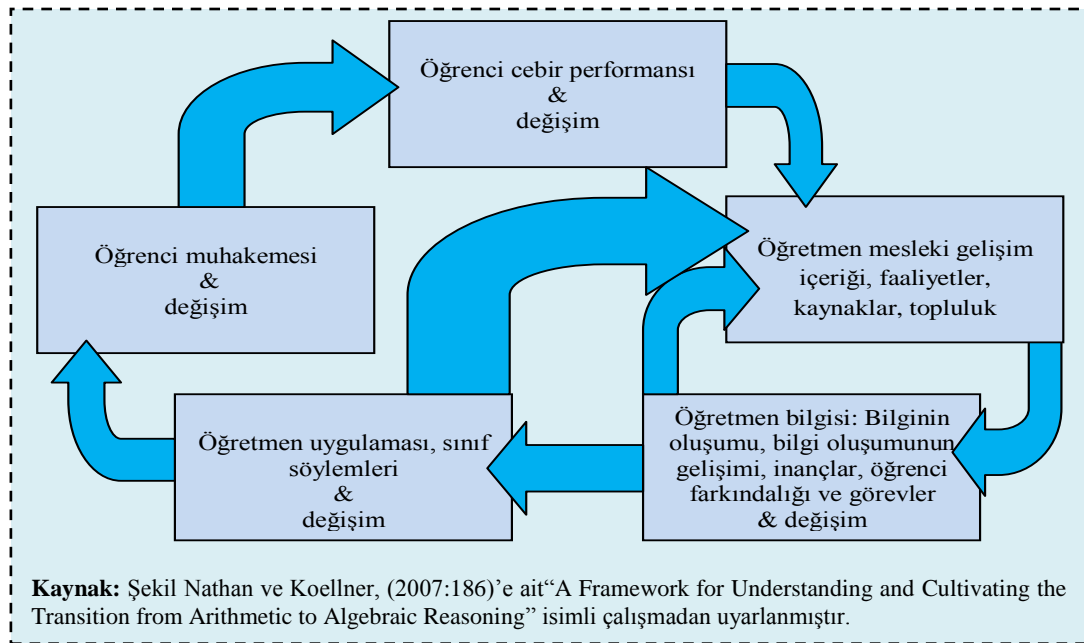 Öğrenci cebir performansı
&
değişim
Öğrenci muhakemesi
&
değişim
Öğretmen mesleki gelişim
içeriği, faaliyetler,
kaynaklar, topluluk
Öğretmen uygulaması, sınıf
söylemleri
&
değişim
Öğretmen bilgisi: Bilginin
oluşumu, bilgi oluşumunun
gelişimi, inançlar, öğrenci
farkındalığı ve görevler
& değişim
Kaynak: Şekil Nathan ve Koellner, (2007:186)’e ait“A Framework for Understanding and Cultivating the
Transition from Arithmetic to Algebraic Reasoning” isimli çalışmadan uyarlanmıştır.